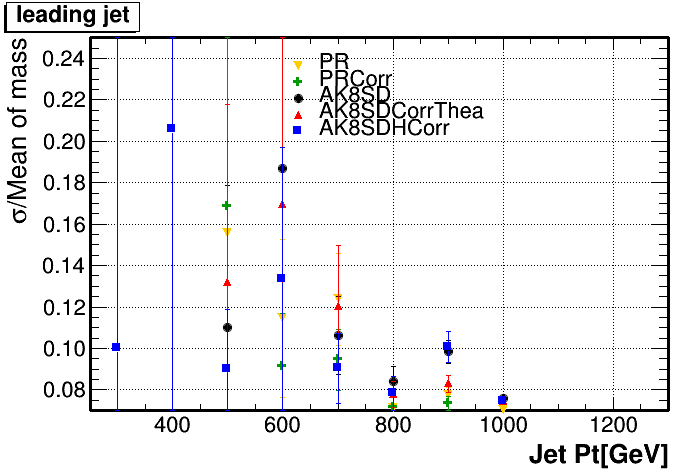 leading jet
σ/Mean of mass
0.24
0.22
0.20
0.18
0.16
0.14
0.12
0.10
0.08
PR
PRCorr
AK8SD
AK8SDCorrThea
AK8SDHCorr
400 600 800 1000 1200
Jet Pt[GeV]